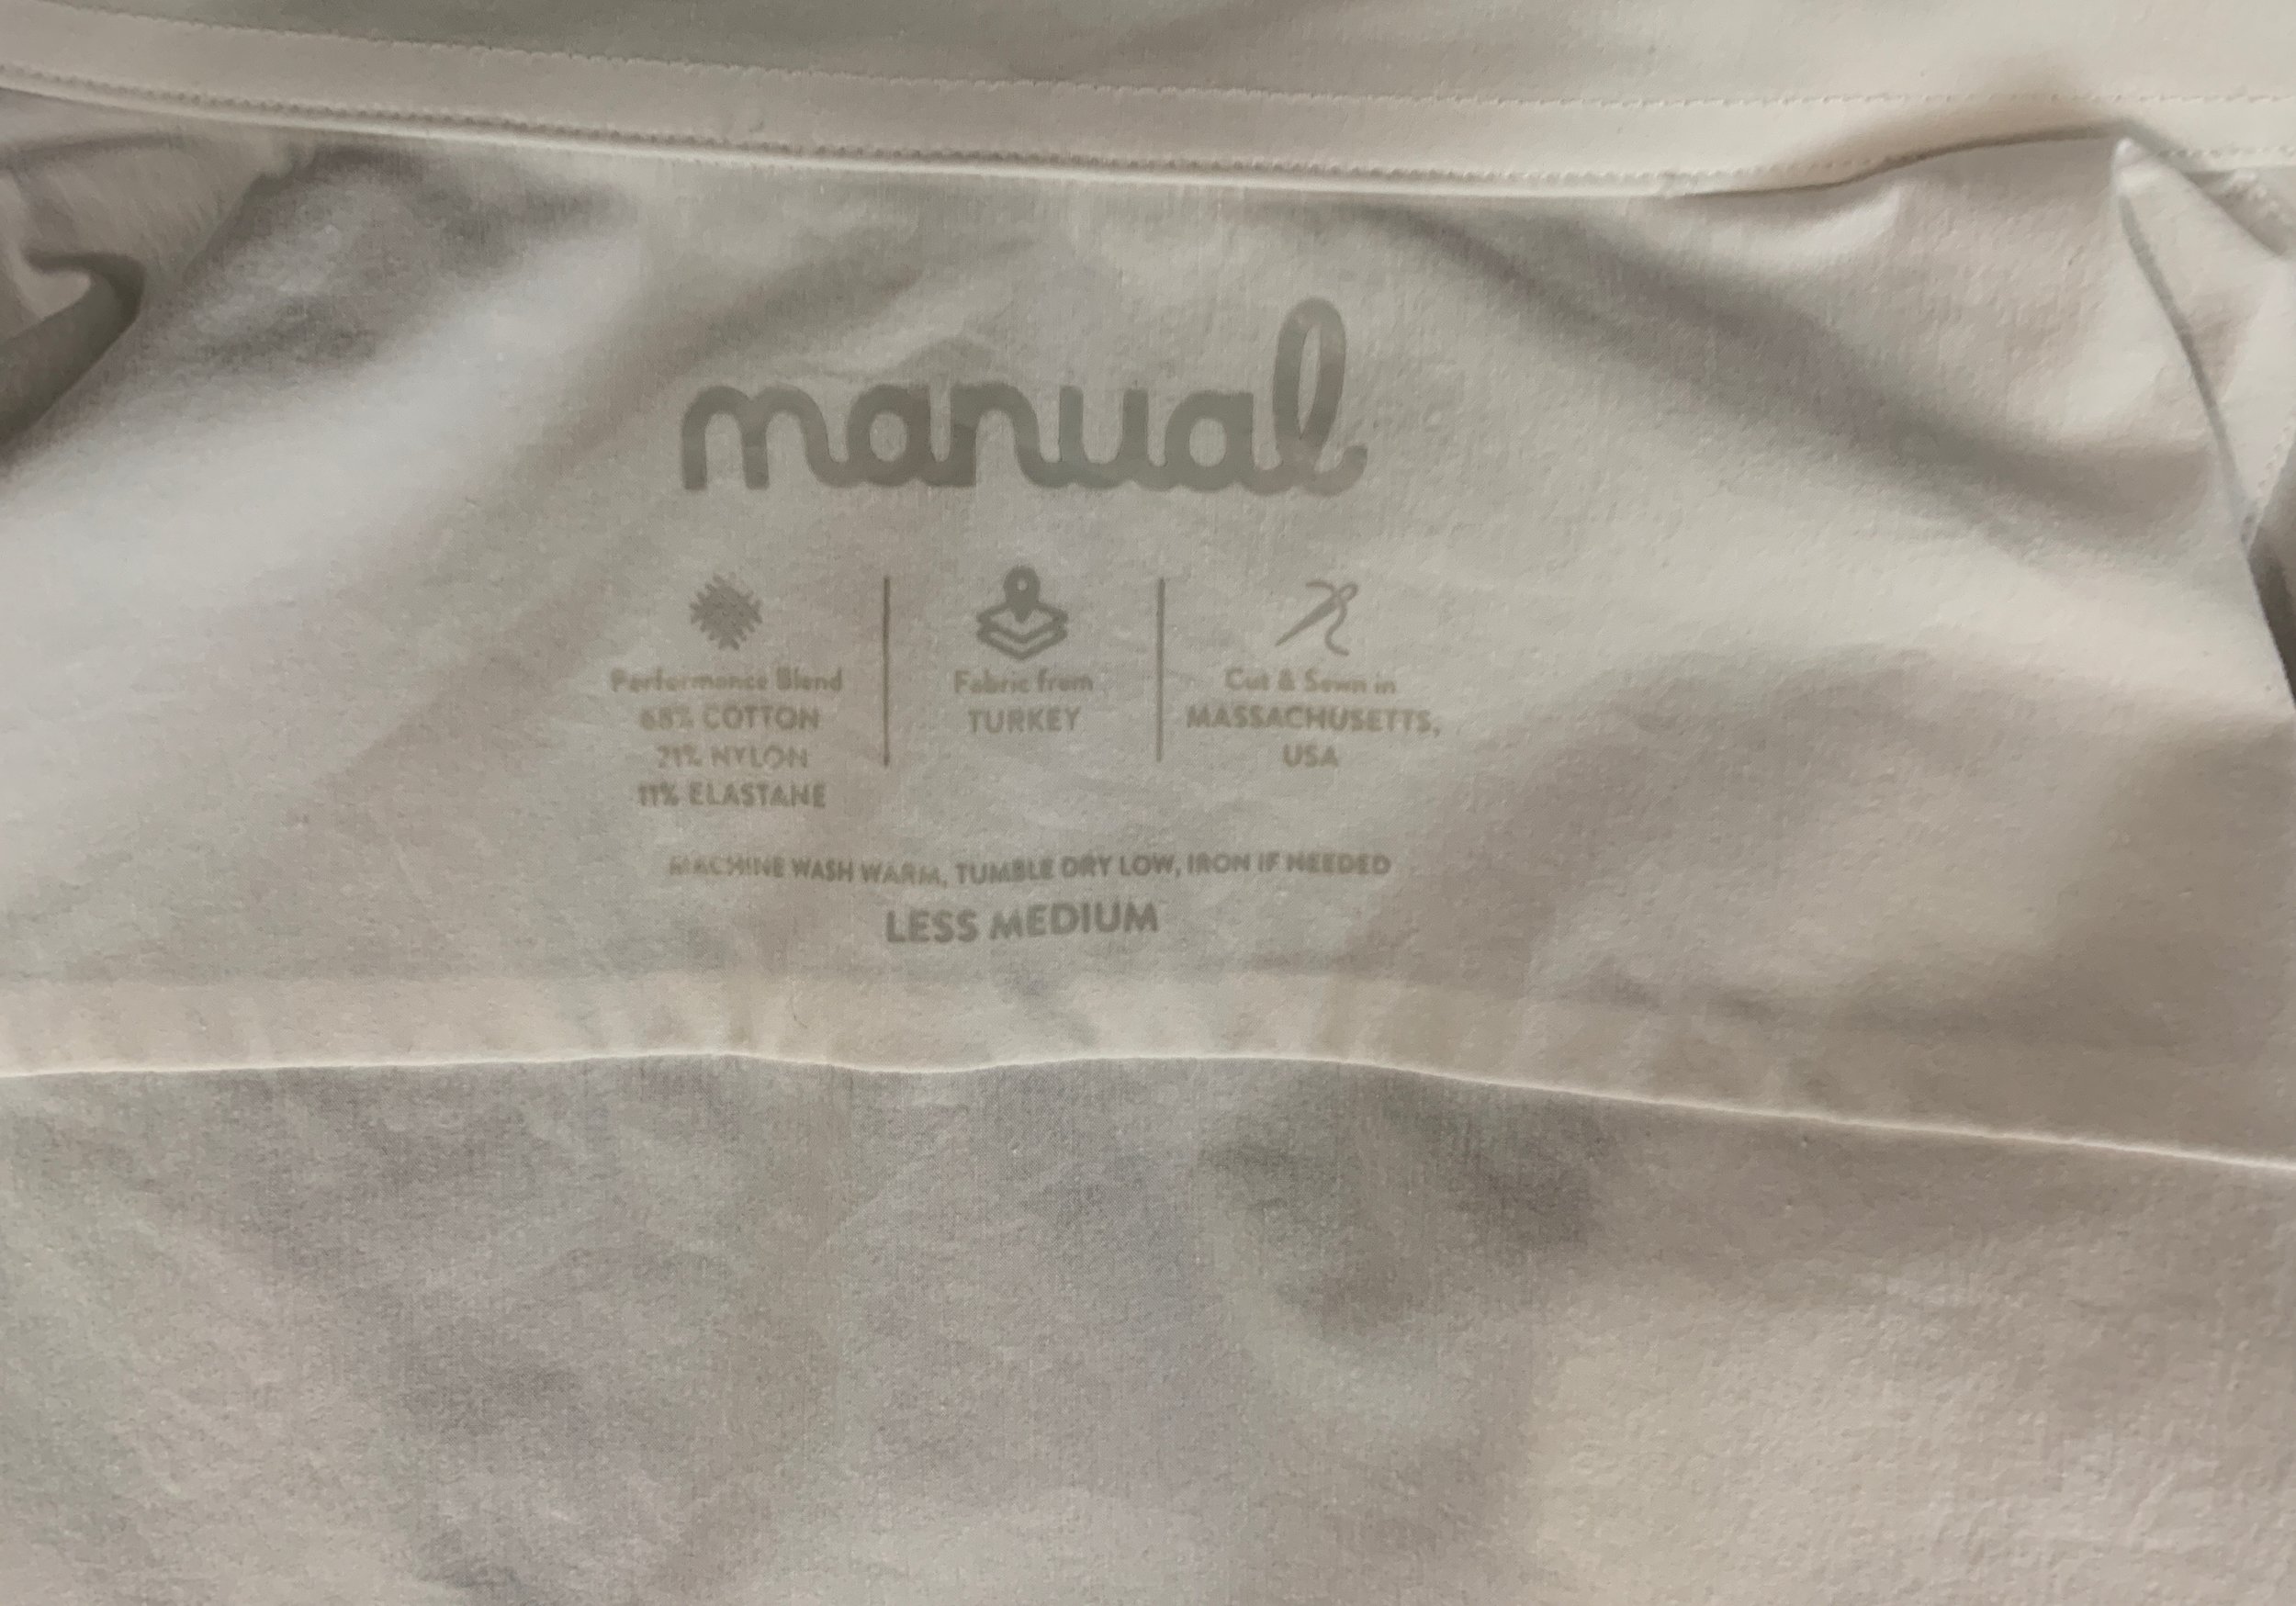 manual
Performance Blend
68% COTTON
21% NYLON
11% ELASTANE
Fabric from
TURKEY
Cut & Sewn in
MASSACHUSETTS,
USA
MACHINE WASH WARM, TUMBLE DRY LOW, IRON IF NEEDED
LESS MEDIUM